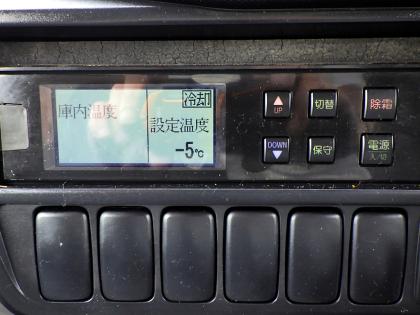 冷却
庫内温度
設定温度
-5℃
UP 切替 除霜
DOWN 保守 電源
入/切